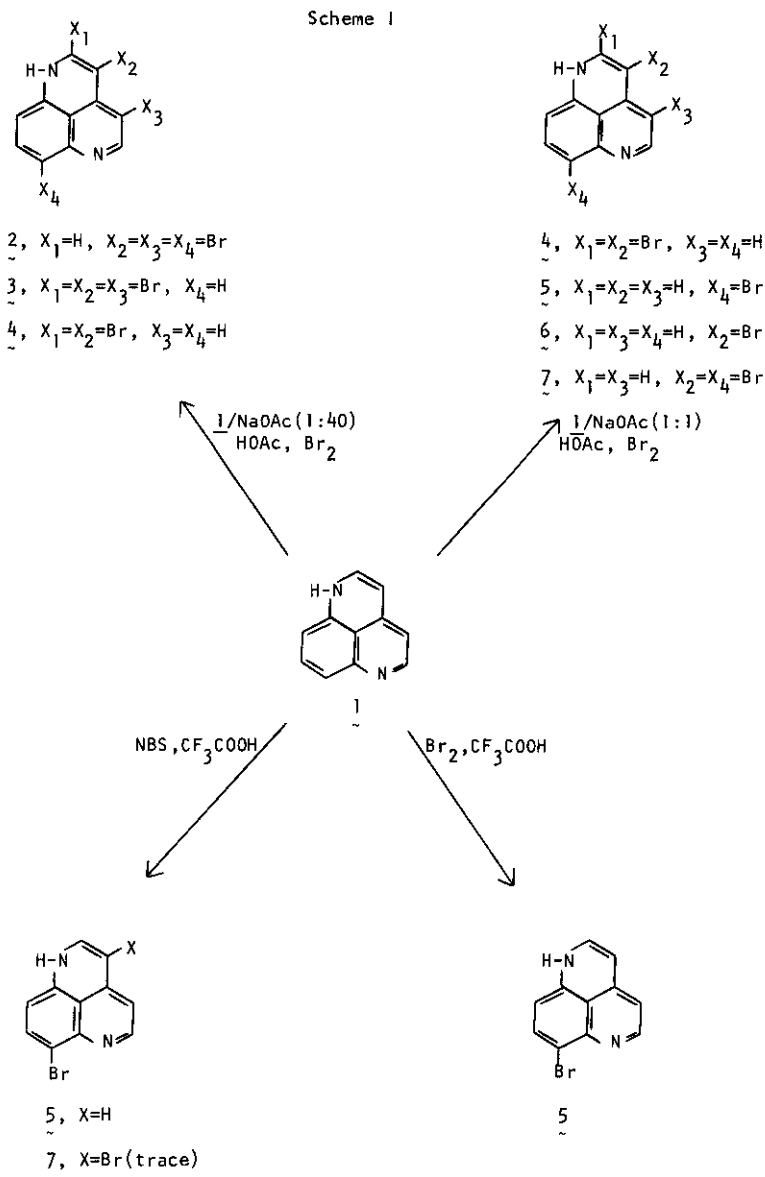 Scheme I
X1
H-N
X2
X3
N
X4
2, X1=H, X2=X3=X4=Br
3, X1=X2=X3=Br, X4=H
4, X1=X2=Br, X3=X4=H
X1
H-N
X2
X3
N
X4
4, X1=X2=Br, X3=X4=H
5, X1=X2=X3=H, X4=Br
6, X1=X3=X4=H, X2=Br
7, X1=X3=H, X2=X4=Br
1/NaOAc(1:40)
HOAc, Br2
1/NaOAc(1:1)
HOAc, Br2
H-N
N
1
NBS,CF3COOH
Br2,CF3COOH
H-N
X
N
Br
5, X=H
7, X=Br(trace)
H-N
N
Br
5